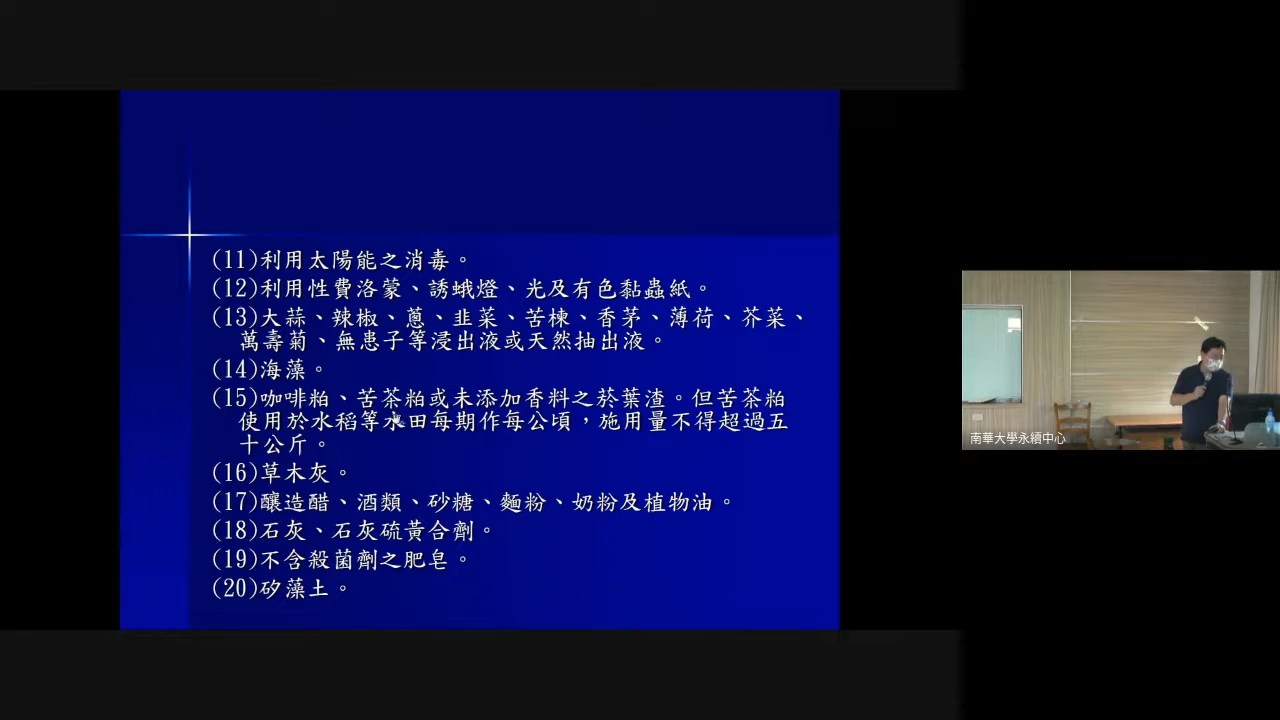 (11)利用太陽能之消毒。
(12)利用性費洛蒙、誘蛾燈、光及有色黏蟲紙。
(13)大蒜、辣椒、蔥、韭菜、苦楝、香茅、薄荷、芥菜、
萬壽菊、無患子等浸出液或天然抽出液。
(14)海藻。
(15)咖啡粕、苦茶粕或未添加香料之菸葉渣。但苦茶粕
使用於水稻等水田每期作每公頃，施用量不得超過五
十公斤。
(16)草木灰。
(17)釀造醋、酒類、砂糖、麵粉、奶粉及植物油。
(18)石灰、石灰硫黃合劑。
(19)不含殺菌劑之肥皂。
(20)矽藻土。
南華大學永續中心